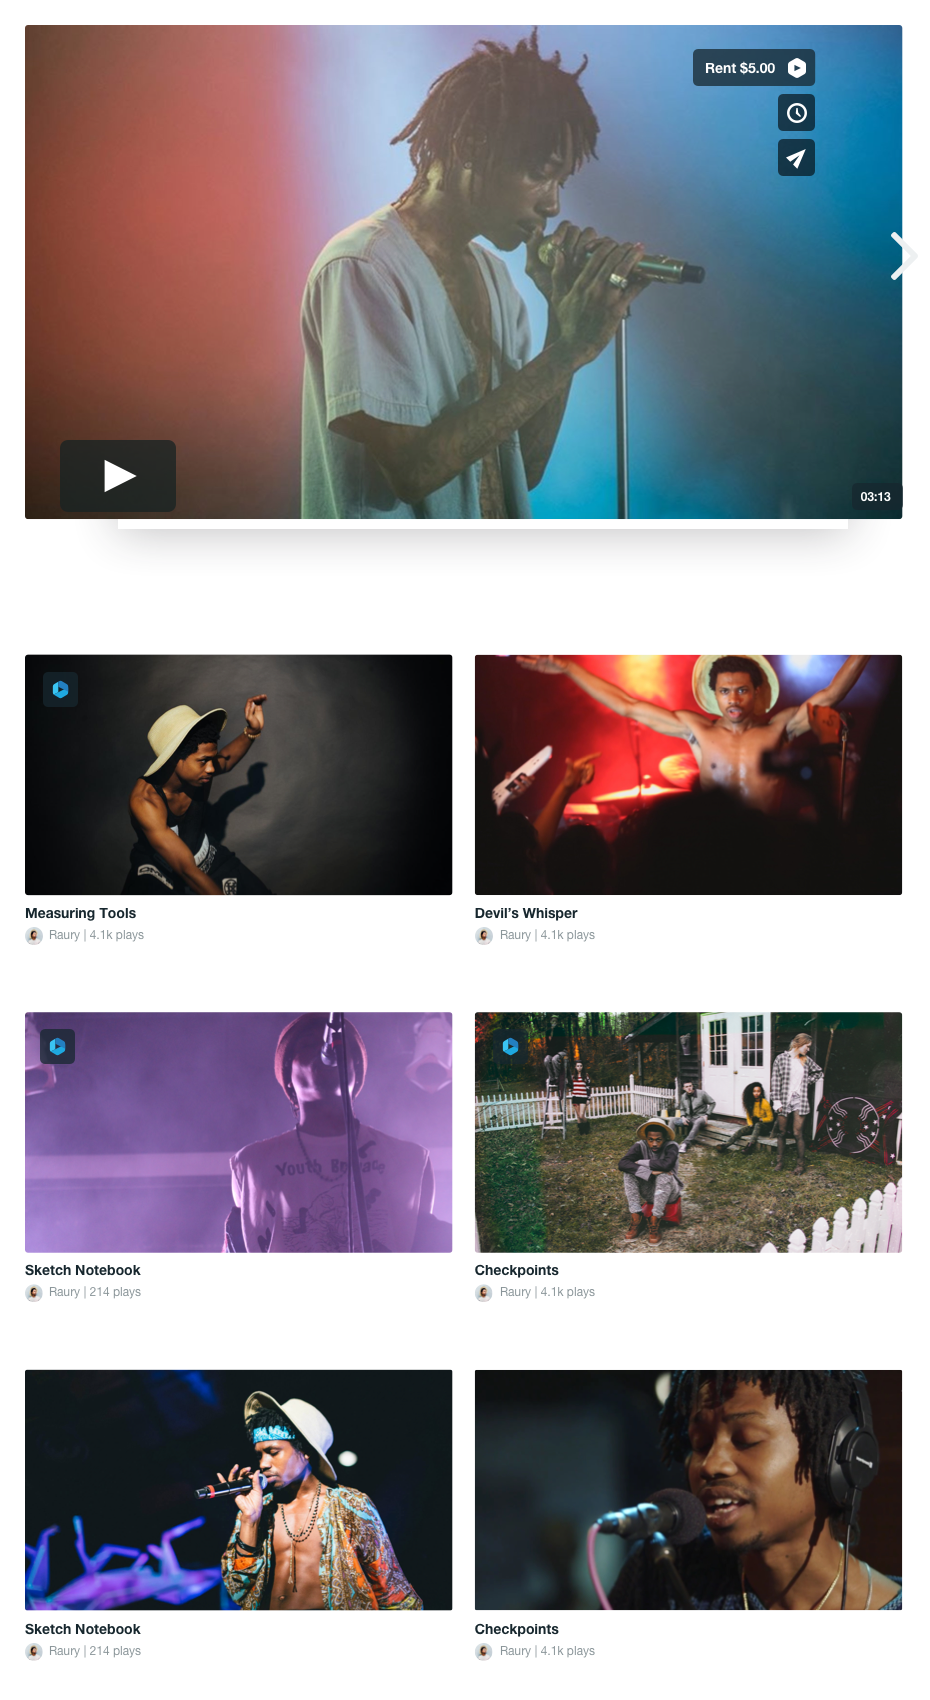 Rent $5.00
03:13
Measuring Tools
Raury | 4.1k plays
Devil’s Whisper
Raury | 4.1k plays
Sketch Notebook
Raury | 214 plays
Checkpoints
Raury | 4.1k plays
Sketch Notebook
Raury | 214 plays
Checkpoints
Raury | 4.1k plays